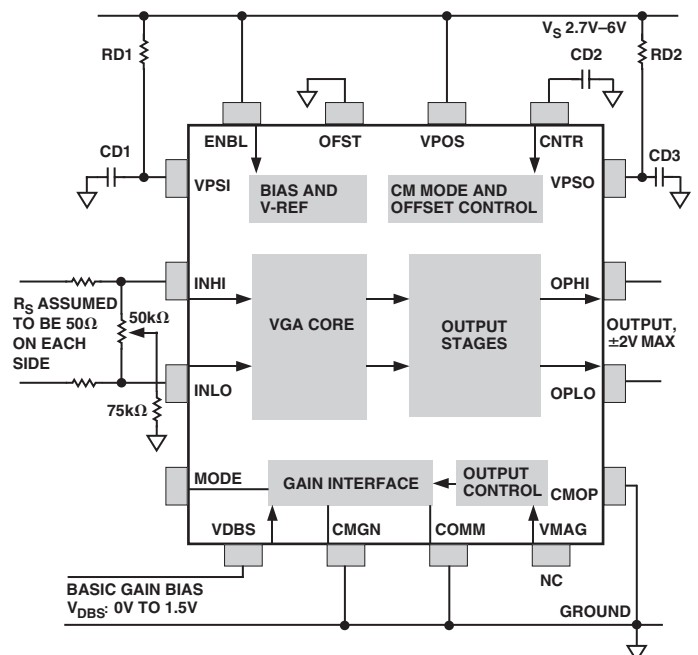 V_S 2.7V–6V
RD1
CD2
RD2
ENBL
OFST
VPOS
CNTR
CD1
CD3
VPSI
BIAS AND
V-REF
CM MODE AND
OFFSET CONTROL
VPSO
INHI
OPHI
R_S ASSUMED
TO BE 50Ω
ON EACH
SIDE
50kΩ
VGA CORE
OUTPUT
STAGES
OUTPUT,
±2V MAX
INLO
OPLO
75kΩ
MODE
GAIN INTERFACE
OUTPUT
CONTROL
CMOP
VDBS
CMGN
COMM
VMAG
NC
BASIC GAIN BIAS
V_DBS: 0V TO 1.5V
GROUND